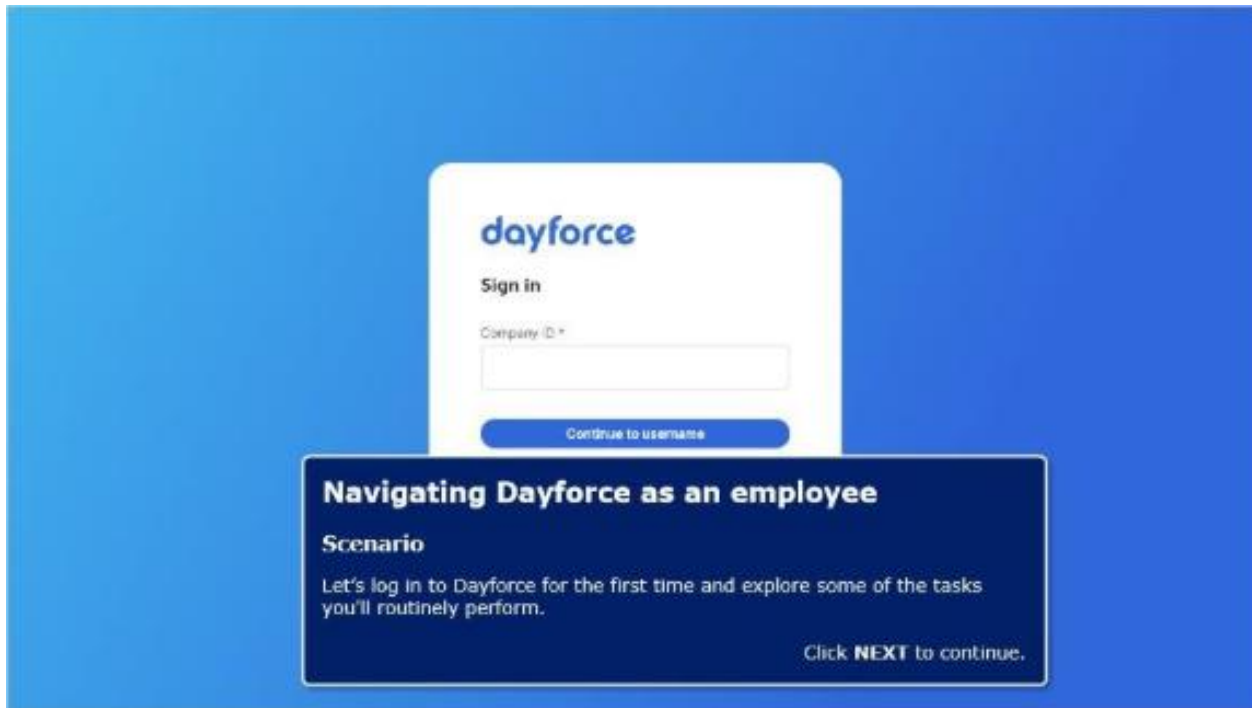 dayforce
Sign in
Company ID *
Continue to username
Navigating Dayforce as an employee
Scenario
Let's log in to Dayforce for the first time and explore some of the tasks
you'll routinely perform.
Click NEXT to continue.